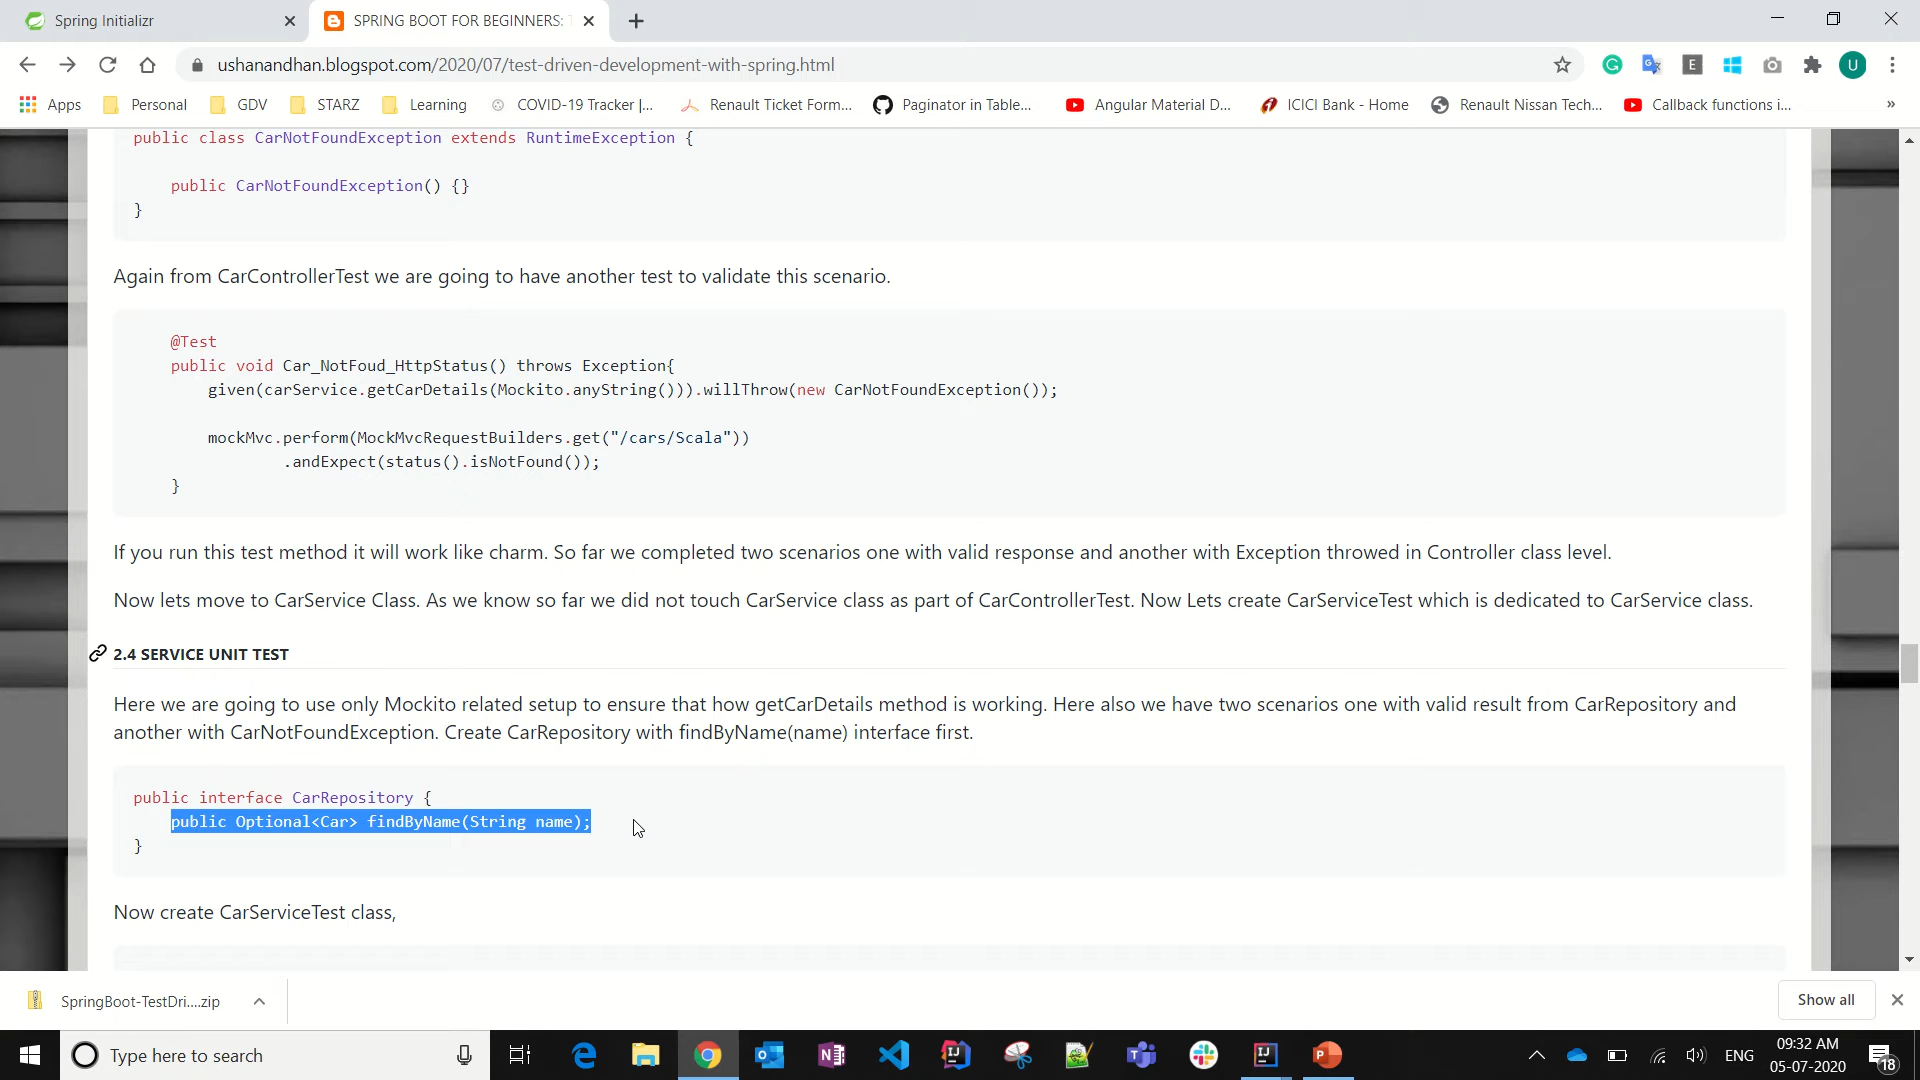 Spring Initializr
SPRING BOOT FOR BEGINNERS:
ushanandhan.blogspot.com/2020/07/test-driven-development-with-spring.html
U
Apps
Personal
GDV
STARZ
Learning
COVID-19 Tracker |...
Renault Ticket Form...
Paginator in Table...
Angular Material D...
ICICI Bank - Home
Renault Nissan Tech...
Callback functions i...
»
public class CarNotFoundException extends RuntimeException {
public CarNotFoundException() {}
}
Again from CarControllerTest we are going to have another test to validate this scenario.
@Test
public void Car_NotFoud_HttpStatus() throws Exception{
given(carService.getCarDetails(Mockito.anyString())).willThrow(new CarNotFoundException());
mockMvc.perform(MockMvcRequestBuilders.get("/cars/Scala"))
.andExpect(status().isNotFound());
}
If you run this test method it will work like charm. So far we completed two scenarios one with valid response and another with Exception throwed in Controller class level.
Now lets move to CarService Class. As we know so far we did not touch CarService class as part of CarControllerTest. Now Lets create CarServiceTest which is dedicated to CarService class.
2.4 SERVICE UNIT TEST
Here we are going to use only Mockito related setup to ensure that how getCarDetails method is working. Here also we have two scenarios one with valid result from CarRepository and
another with CarNotFoundException. Create CarRepository with findByName(name) interface first.
public interface CarRepository {
public Optional<Car> findByName(String name);
}
Now create CarServiceTest class,
SpringBoot-TestDri....zip
Show all
Type here to search
ENG
09:32 AM
05-07-2020
18